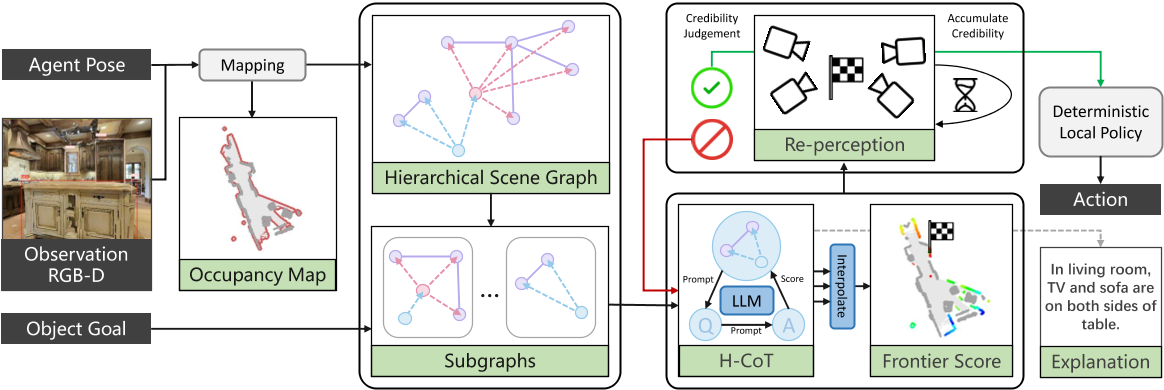 Agent Pose
Observation
RGB-D
Object Goal
Mapping
Occupancy Map
Hierarchical Scene Graph
...
Subgraphs
Credibility
Judgement
Accumulate
Credibility
Re-perception
Prompt
Score
LLM
Q
Prompt
A
H-CoT
Interpolate
Frontier Score
Deterministic
Local Policy
Action
In living room,
TV and sofa are
on both sides of
table.
Explanation